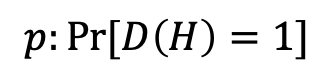 p: Pr[D(H) = 1]